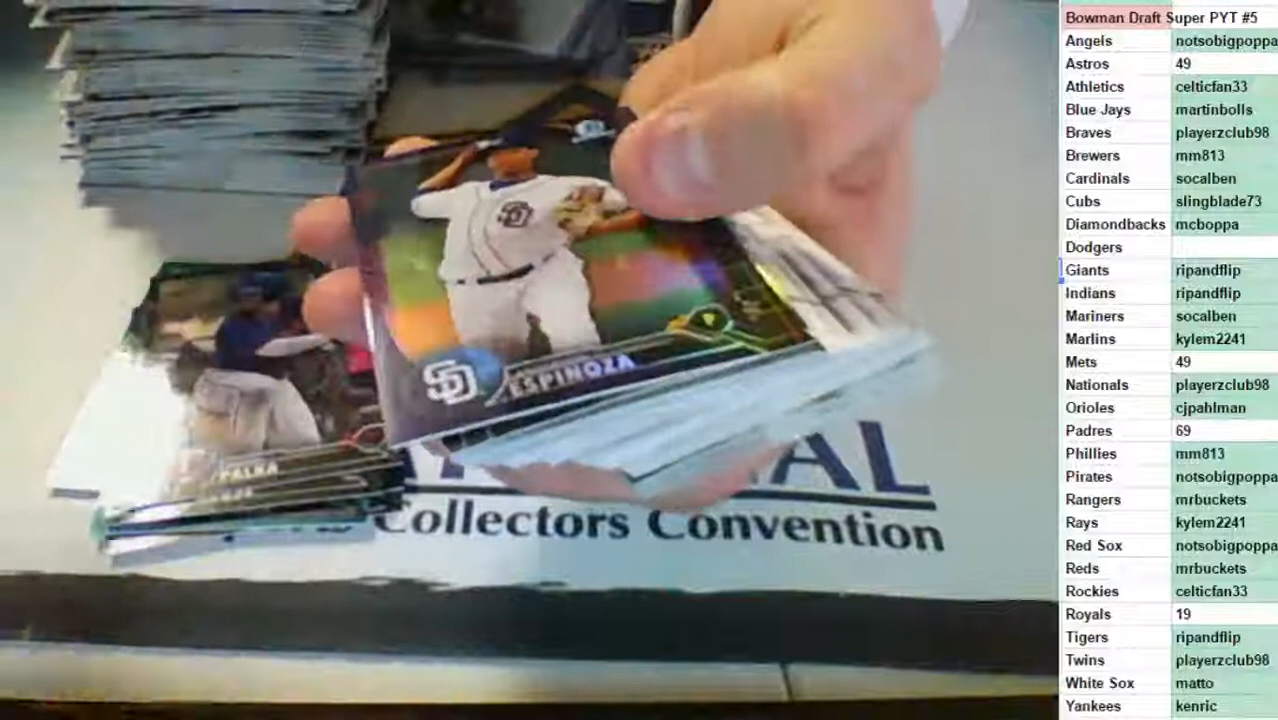 Bowman Draft Super PYT #5
Angels notsobigpoppa
Astros 49
Athletics celticfan33
Blue Jays martinbolls
Braves playerzclub98
Brewers mm813
Cardinals socalben
Cubs slingblade73
Diamondbacks mcboppa
Dodgers
Giants ripandflip
Indians ripandflip
Mariners socalben
Marlins kylem2241
Mets 49
Nationals playerzclub98
Orioles cjpahlman
Padres 69
Phillies mm813
Pirates notsobigpoppa
Rangers mrbuckets
Rays kylem2241
Red Sox notsobigpoppa
Reds mrbuckets
Rockies celticfan33
Royals 19
Tigers ripandflip
Twins playerzclub98
White Sox matto
Yankees kenric
SD
SD
ESPINOZA
PALKA
Collectors Convention